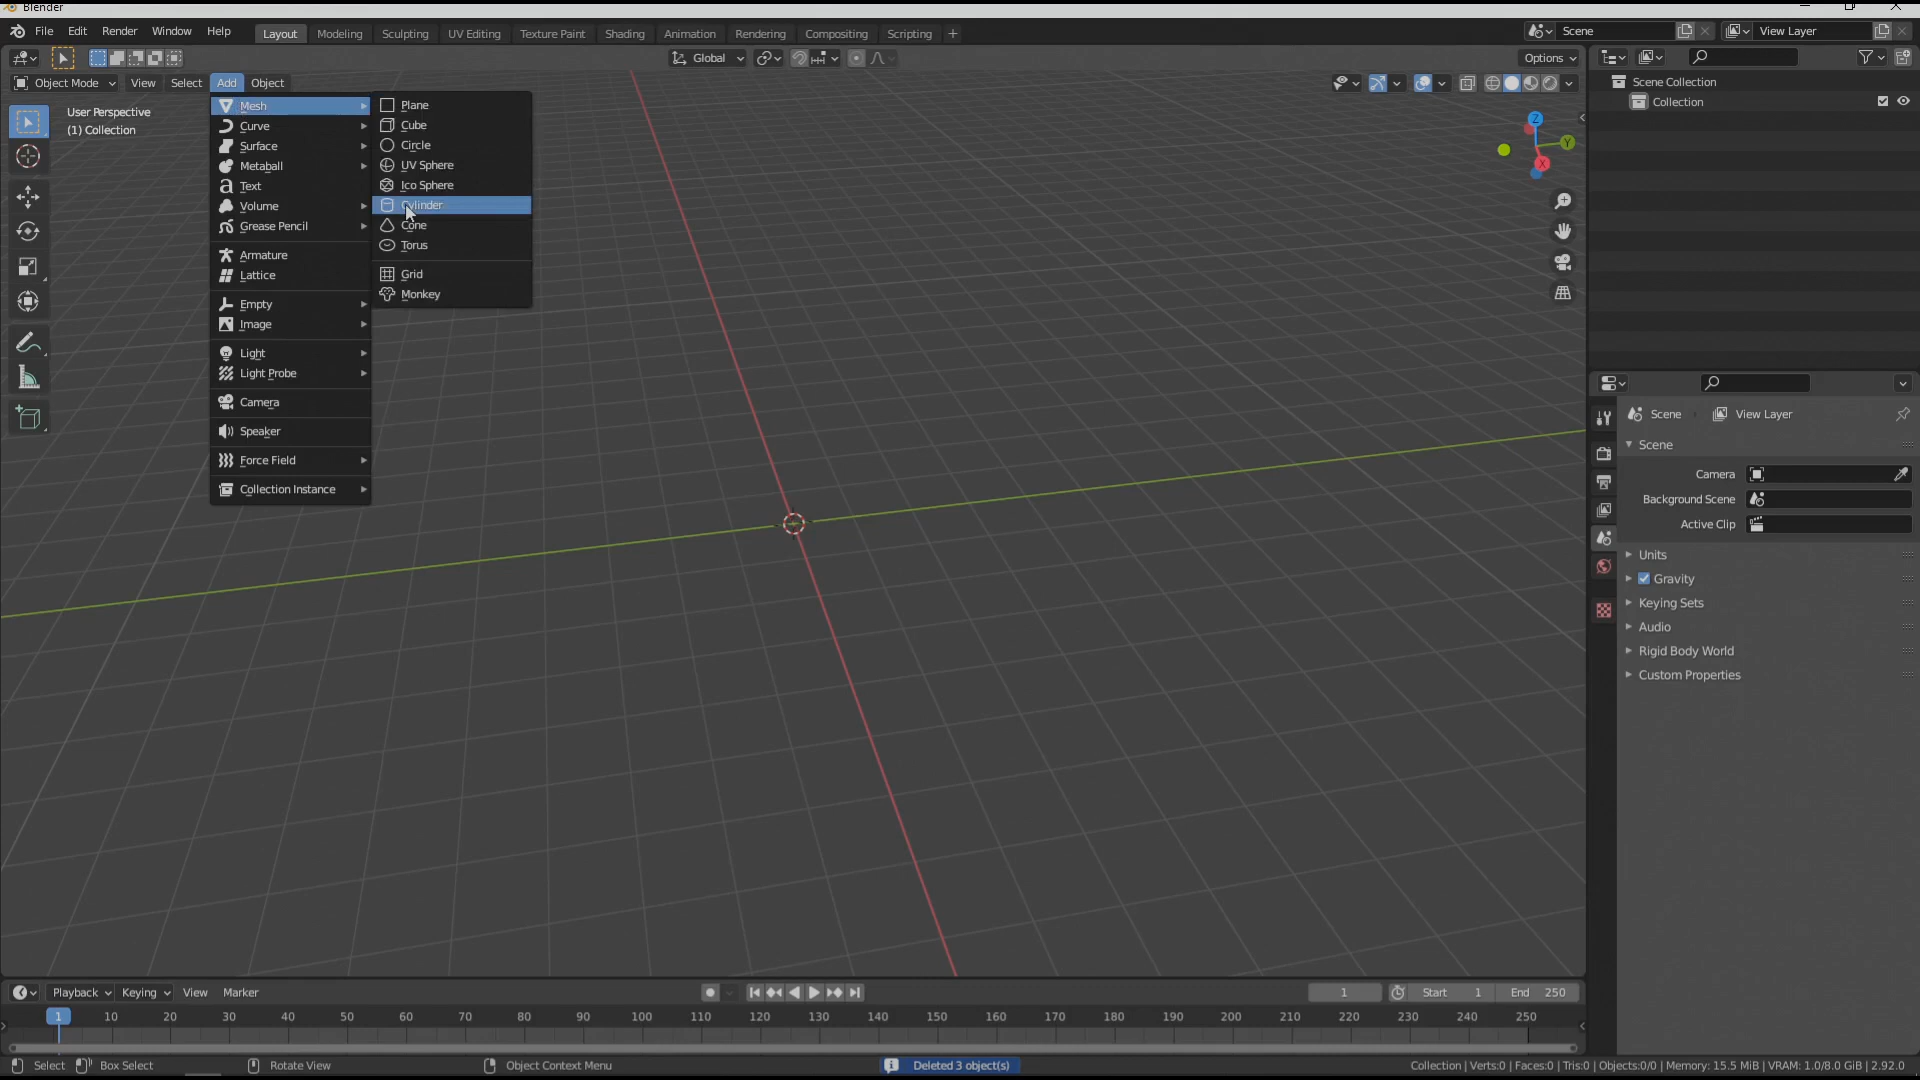 Blender
File Edit Render Window Help Layout Modeling Sculpting UV Editing Texture Paint Shading Animation Rendering Compositing Scripting + Scene View Layer
Global Options
Object Mode View Select Add Object
User Perspective
(1) Collection
Mesh
Curve
Surface
Metaball
Text
Volume
Grease Pencil
Armature
Lattice
Empty
Image
Light
Light Probe
Camera
Speaker
Force Field
Collection Instance
Plane
Cube
Circle
UV Sphere
Ico Sphere
Cylinder
Cone
Torus
Grid
Monkey
Z
Y
X
Scene Collection
Collection
Scene View Layer
Scene
Camera
Background Scene
Active Clip
Units
Gravity
Keying Sets
Audio
Rigid Body World
Custom Properties
Playback Keying View Marker 1 Start 1 End 250
1 10 20 30 40 50 60 70 80 90 100 110 120 130 140 150 160 170 180 190 200 210 220 230 240 250
Select Box Select Rotate View Object Context Menu Deleted 3 object(s) Collection | Verts:0 | Faces:0 | Tris:0 | Objects:0/0 | Memory: 15.5 MiB | VRAM: 1.0/8.0 GiB | 2.92.0